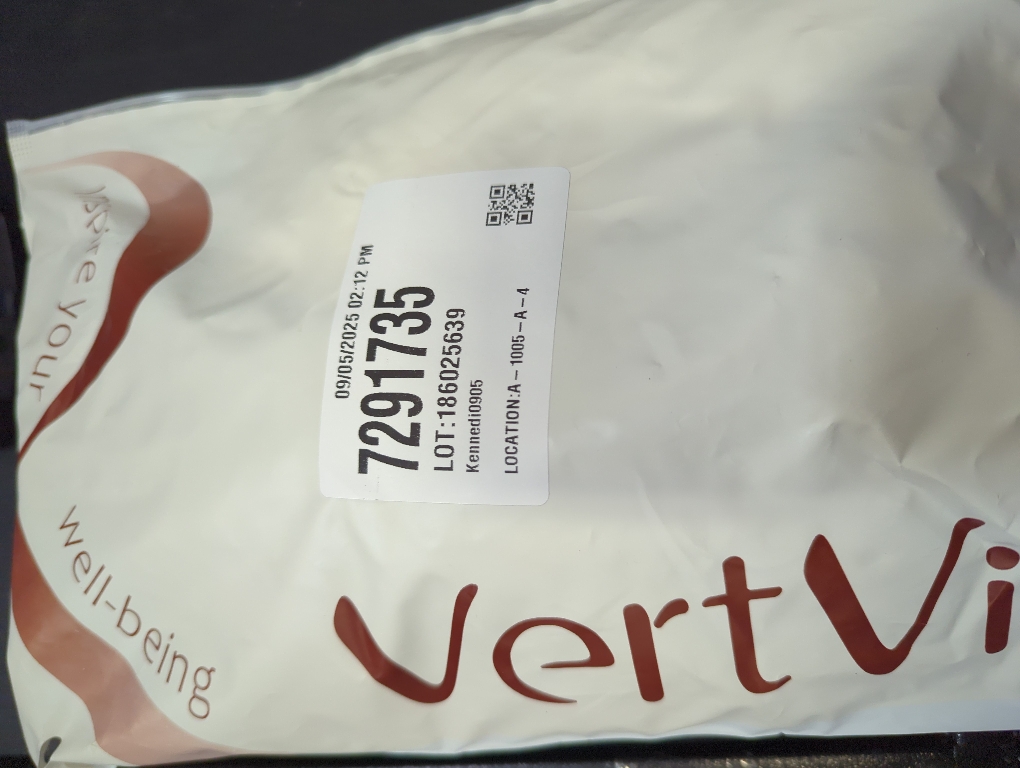 09/05/2025 02:12 PM
7291735
LOT:186025639
Kennedi0905
LOCATION:A-1005-A-4
your
well-being
VertVi